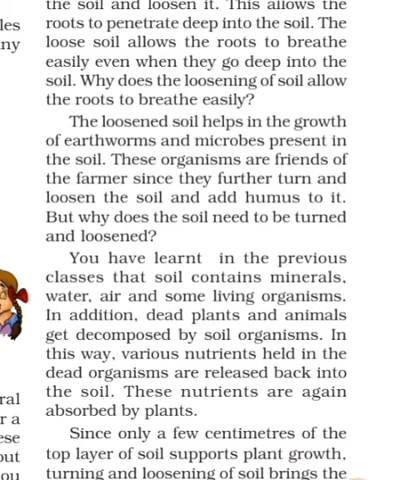 the soil and loosen it. This allows the
roots to penetrate deep into the soil. The
loose soil allows the roots to breathe
easily even when they go deep into the
soil. Why does the loosening of soil allow
the roots to breathe easily?
The loosened soil helps in the growth
of earthworms and microbes present in
the soil. These organisms are friends of
the farmer since they further turn and
loosen the soil and add humus to it.
But why does the soil need to be turned
and loosened?
You have learnt in the previous
classes that soil contains minerals,
water, air and some living organisms.
In addition, dead plants and animals
get decomposed by soil organisms. In
this way, various nutrients held in the
dead organisms are released back into
the soil. These nutrients are again
absorbed by plants.
Since only a few centimetres of the
top layer of soil supports plant growth,
turning and loosening of soil brings the